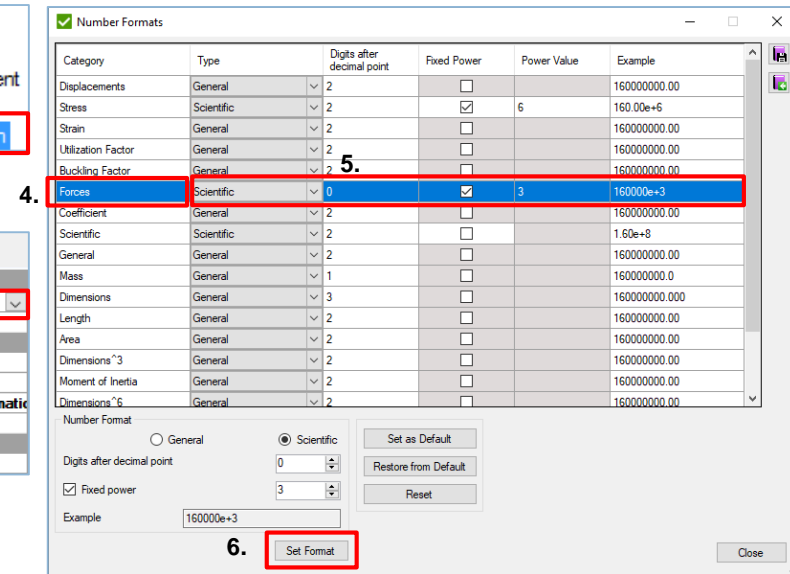 ent
n
matic
Number Formats
Category Type Digits after decimal point Fixed Power Power Value Example
Displacements General 2 160000000.00
Stress Scientific 2 6 160.00e+6
Strain General 2 160000000.00
Utilization Factor General 2 160000000.00
Buckling Factor General 2 160000000.00
5.
4. Forces Scientific 0 3 160000e+3
Coefficient General 2 160000000.00
Scientific Scientific 2 1.60e+8
General General 2 160000000.00
Mass General 1 160000000.0
Dimensions General 3 160000000.000
Length General 2 160000000.00
Area General 2 160000000.00
Dimensions^3 General 2 160000000.00
Moment of Inertia General 2 160000000.00
Dimensions^6 General 2 160000000.00
Number Format
General Scientific
Digits after decimal point 0
Fixed power 3
Example 160000e+3
Set as Default
Restore from Default
Reset
6. Set Format
Close